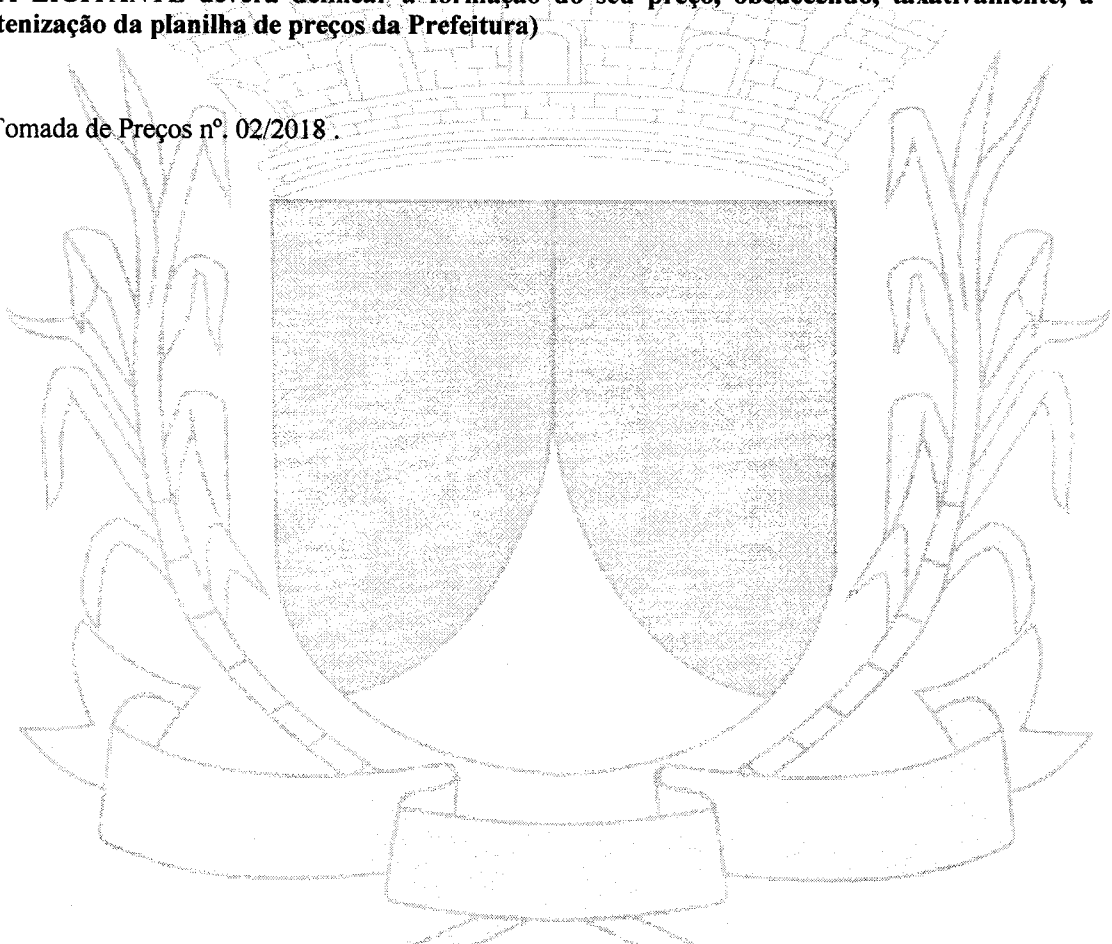 LICITANTE deverá delinear a formação do seu preço, obedecendo, taxativamente, a
tenização da planilha de preços da Prefeitura)
Tomada de Preços nº. 02/2018 .